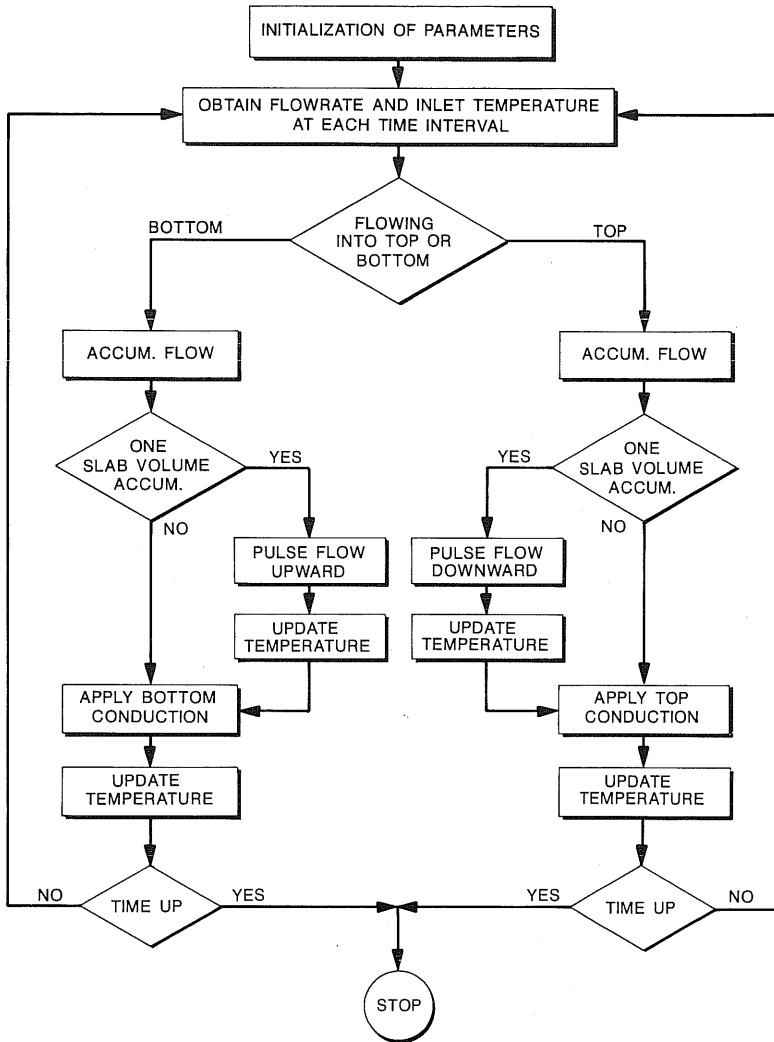 INITIALIZATION OF PARAMETERS
OBTAIN FLOWRATE AND INLET TEMPERATURE
AT EACH TIME INTERVAL
FLOWING
INTO TOP OR
BOTTOM
BOTTOM
TOP
ACCUM. FLOW
ACCUM. FLOW
ONE
SLAB VOLUME
ACCUM.
YES
NO
YES
ONE
SLAB VOLUME
ACCUM.
NO
PULSE FLOW
UPWARD
PULSE FLOW
DOWNWARD
UPDATE
TEMPERATURE
UPDATE
TEMPERATURE
APPLY BOTTOM
CONDUCTION
APPLY TOP
CONDUCTION
UPDATE
TEMPERATURE
UPDATE
TEMPERATURE
NO
TIME UP
YES
YES
TIME UP
NO
STOP